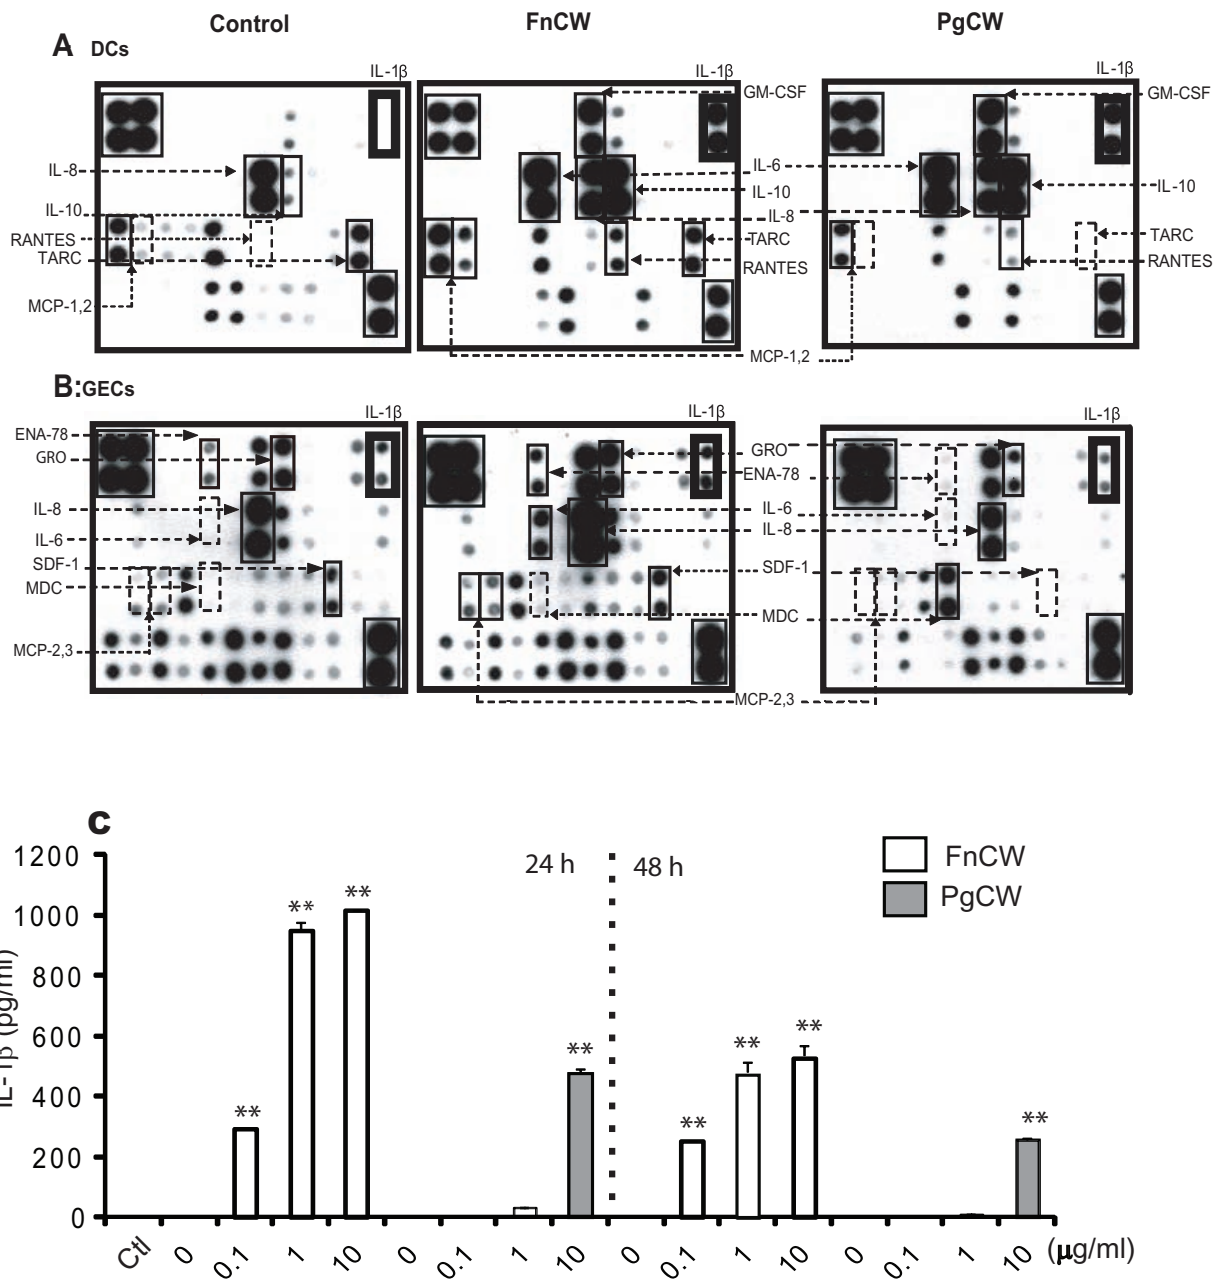 Control FnCW PgCW
A DCs
IL-1β IL-1β IL-1β
GM-CSF GM-CSF
IL-8 IL-6
IL-10 IL-10
IL-10 IL-8
RANTES TARC TARC
TARC RANTES RANTES
MCP-1,2
MCP-1,2
B:GECs
IL-1β IL-1β IL-1β
ENA-78 GRO
GRO ENA-78
IL-8 IL-6
IL-8
IL-6
SDF-1 SDF-1
MDC MDC
MCP-2,3
MCP-2,3
C
24 h 48 h
FnCW
PgCW
IL-1β (pg/ml)
1200
1000
800
600
400
200
0
** ** ** ** ** ** ** **
Ctl 0 0.1 1 10 0 0.1 1 10 0 0.1 1 10 0 0.1 1 10 (μg/ml)